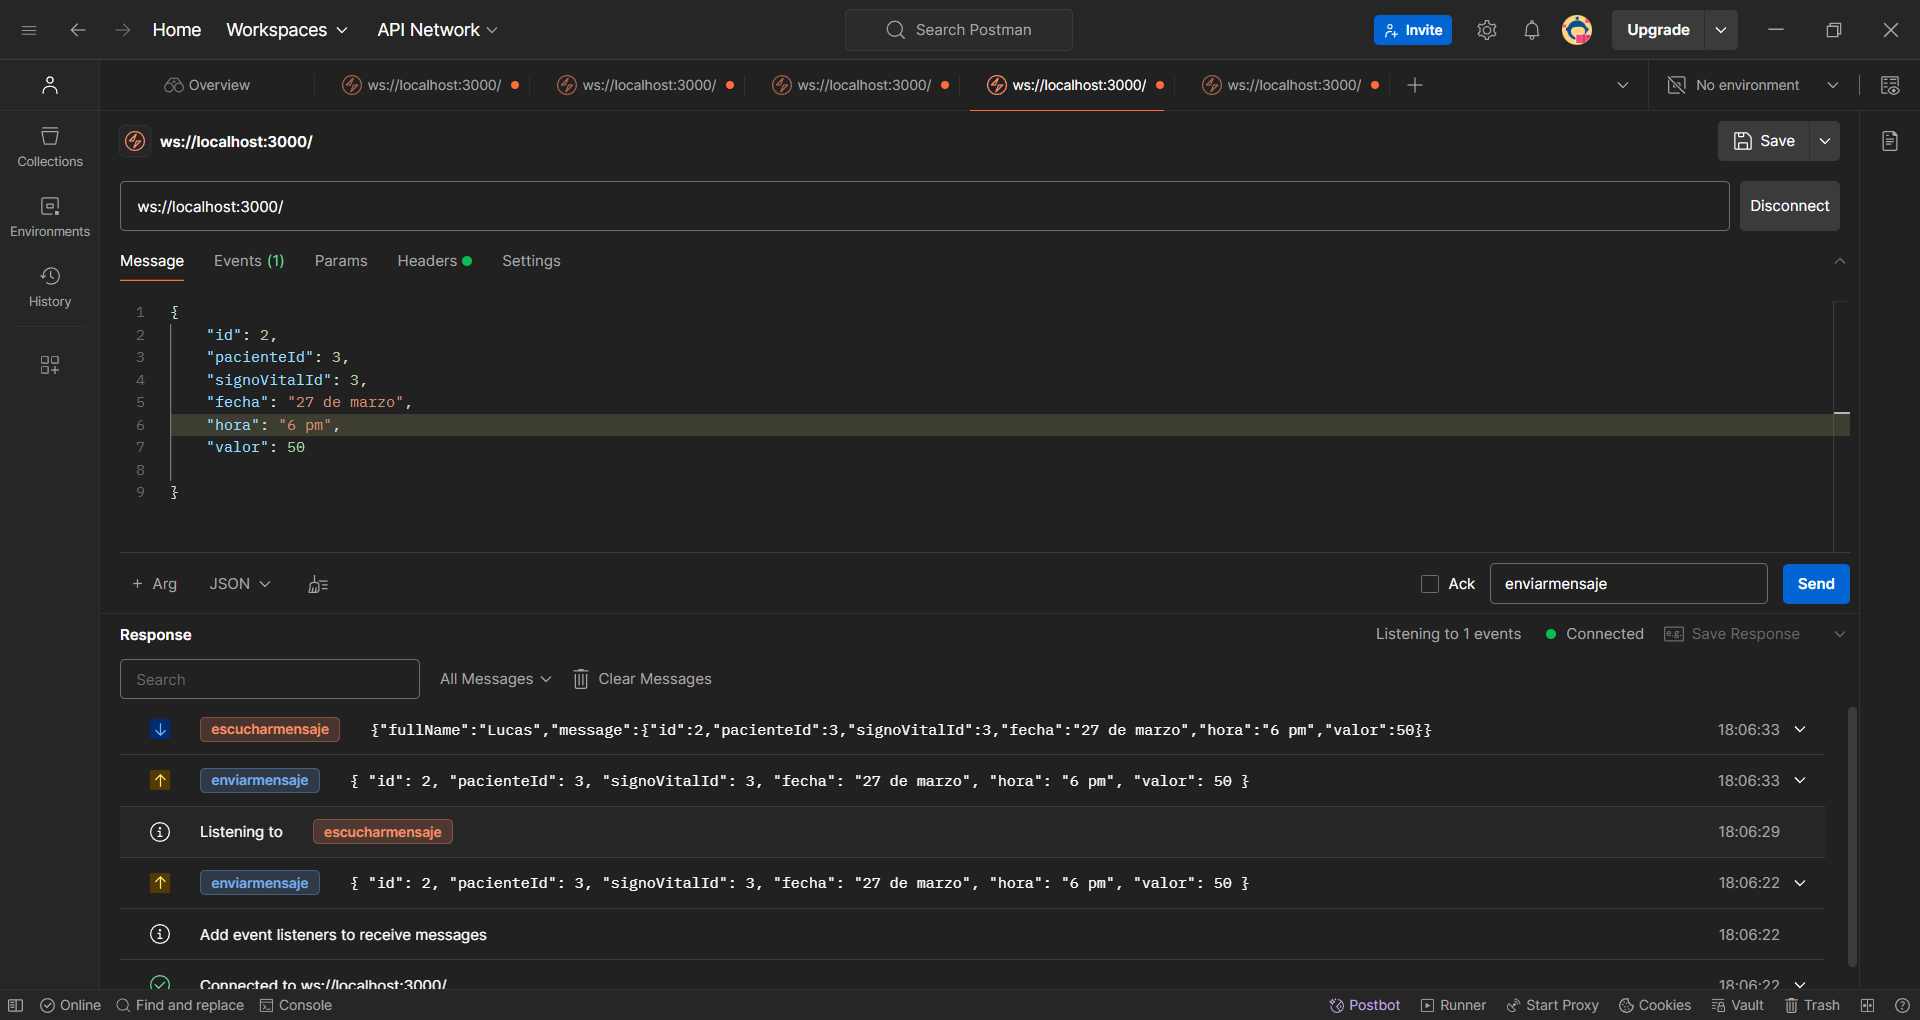 Home Workspaces API Network Search Postman Invite Upgrade
Overview ws://localhost:3000/ ws://localhost:3000/ ws://localhost:3000/ ws://localhost:3000/ ws://localhost:3000/ No environment
ws://localhost:3000/ Save
Collections
ws://localhost:3000/ Disconnect
Environments
Message Events (1) Params Headers Settings
History
1 {
2 "id": 2,
3 "pacienteId": 3,
4 "signoVitalId": 3,
5 "fecha": "27 de marzo",
6 "hora": "6 pm",
7 "valor": 50
8
9 }
+ Arg JSON Ack enviarmensaje Send
Response Listening to 1 events Connected e.g. Save Response
Search All Messages Clear Messages
escucharmensaje {"fullName":"Lucas","message":{"id":2,"pacienteId":3,"signoVitalId":3,"fecha":"27 de marzo","hora":"6 pm","valor":50}} 18:06:33
enviarmensaje { "id": 2, "pacienteId": 3, "signoVitalId": 3, "fecha": "27 de marzo", "hora": "6 pm", "valor": 50 } 18:06:33
Listening to escucharmensaje 18:06:29
enviarmensaje { "id": 2, "pacienteId": 3, "signoVitalId": 3, "fecha": "27 de marzo", "hora": "6 pm", "valor": 50 } 18:06:22
Add event listeners to receive messages 18:06:22
Connected to ws://localhost:3000/ 18:06:22
Online Find and replace Console Postbot Runner Start Proxy Cookies Vault Trash